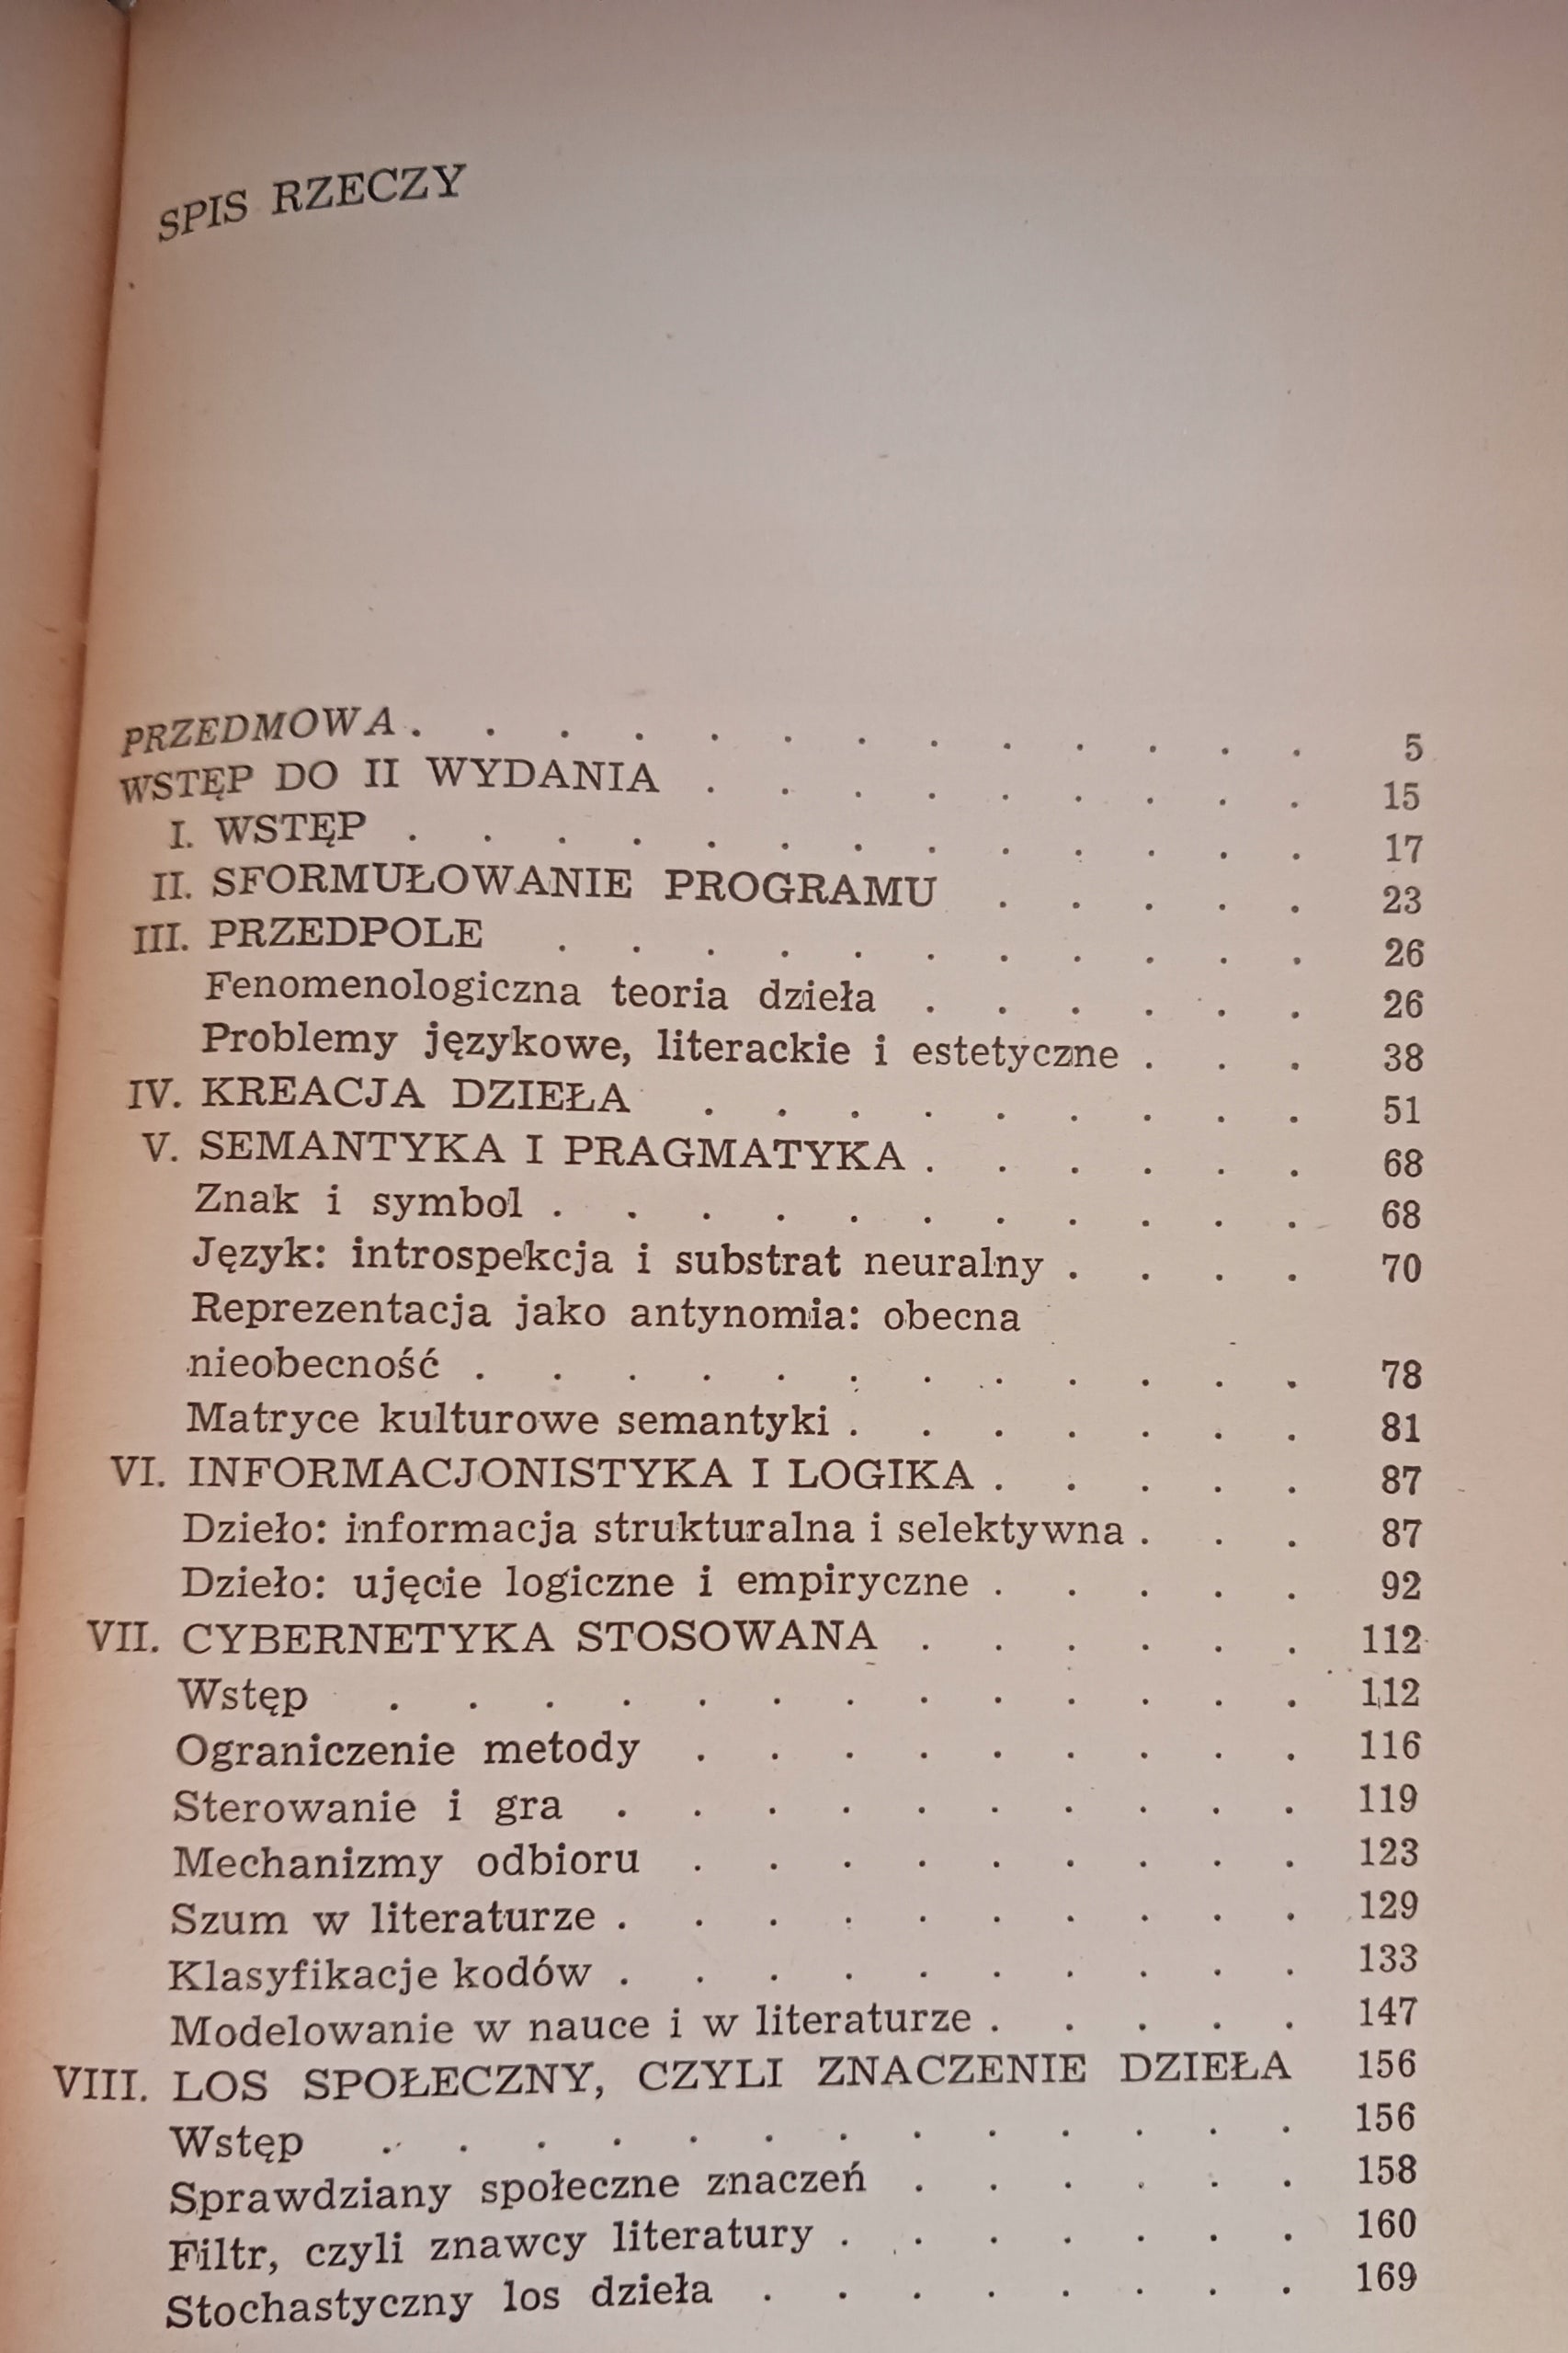 SPIS RZECZY
PRZEDMOWA . . . . . . . . . . . . . 5
WSTĘP DO II WYDANIA . . . . . . . . . 15
I. WSTĘP . . . . . . . . . . . . . 17
II. SFORMUŁOWANIE PROGRAMU . . . . . 23
III. PRZEDPOLE . . . . . . . . . . . 26
Fenomenologiczna teoria dzieła . . . . . . 26
Problemy językowe, literackie i estetyczne . . . 38
IV. KREACJA DZIEŁA . . . . . . . . . 51
V. SEMANTYKA I PRAGMATYKA . . . . . . 68
Znak i symbol . . . . . . . . . . . 68
Język: introspekcja i substrat neuralny . . . . 70
Reprezentacja jako antynomia: obecna
nieobecność . . . . . . . . . . . . 78
Matryce kulturowe semantyki . . . . . . . 81
VI. INFORMACJONISTYKA I LOGIKA . . . . . 87
Dzieło: informacja strukturalna i selektywna . . . 87
Dzieło: ujęcie logiczne i empiryczne . . . . . 92
VII. CYBERNETYKA STOSOWANA . . . . . . 112
Wstęp . . . . . . . . . . . . . 112
Ograniczenie metody . . . . . . . . . 116
Sterowanie i gra . . . . . . . . . . 119
Mechanizmy odbioru . . . . . . . . . 123
Szum w literaturze . . . . . . . . . . 129
Klasyfikacje kodów . . . . . . . . . . 133
Modelowanie w nauce i w literaturze . . . . . 147
VIII. LOS SPOŁECZNY, CZYLI ZNACZENIE DZIEŁA 156
Wstęp . . . . . . . . . . . . . 156
Sprawdziany społeczne znaczeń . . . . . . 158
Filtr, czyli znawcy literatury . . . . . . . 160
Stochastyczny los dzieła . . . . . . . . 169